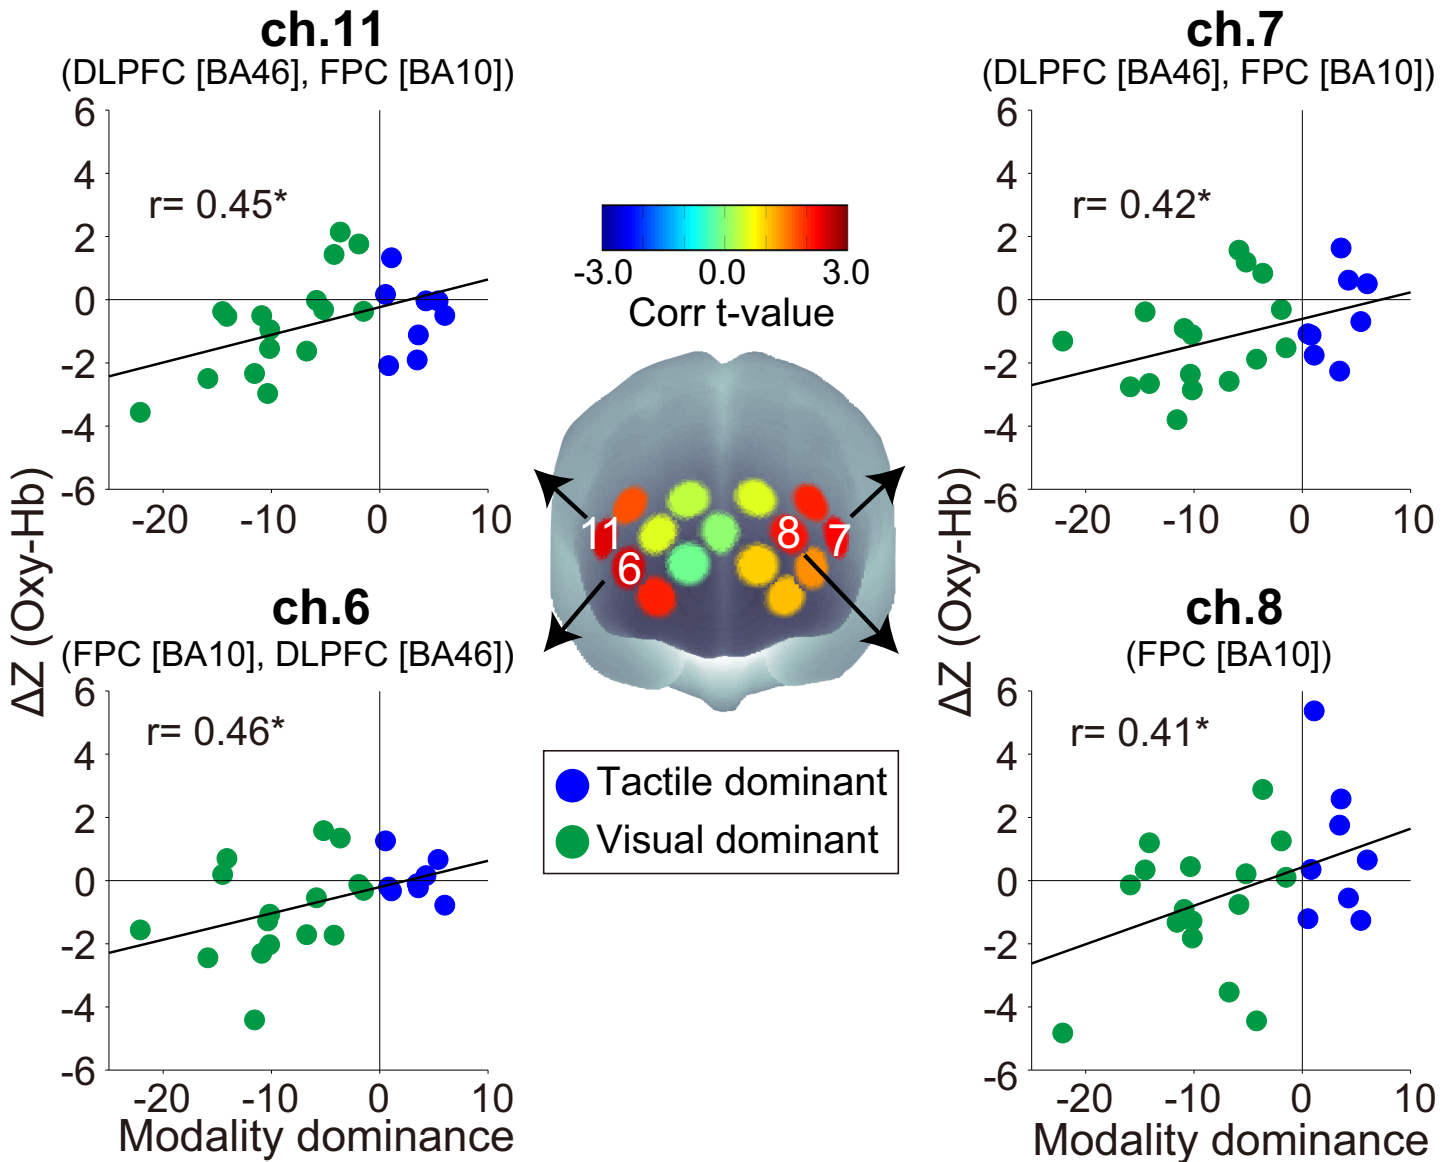 ch.11
(DLPFC [BA46], FPC [BA10])
6
4
2
0
-2
-4
-6
r= 0.45*
-20 -10 0 10
ch.7
(DLPFC [BA46], FPC [BA10])
6
4
2
0
-2
-4
-6
r= 0.42*
-20 -10 0 10
-3.0 0.0 3.0
Corr t-value
11
6
8
7
ΔZ (Oxy-Hb)
ch.6
(FPC [BA10], DLPFC [BA46])
6
4
2
0
-2
-4
-6
r= 0.46*
-20 -10 0 10
Modality dominance
Tactile dominant
Visual dominant
ΔZ (Oxy-Hb)
ch.8
(FPC [BA10])
6
4
2
0
-2
-4
-6
r= 0.41*
-20 -10 0 10
Modality dominance